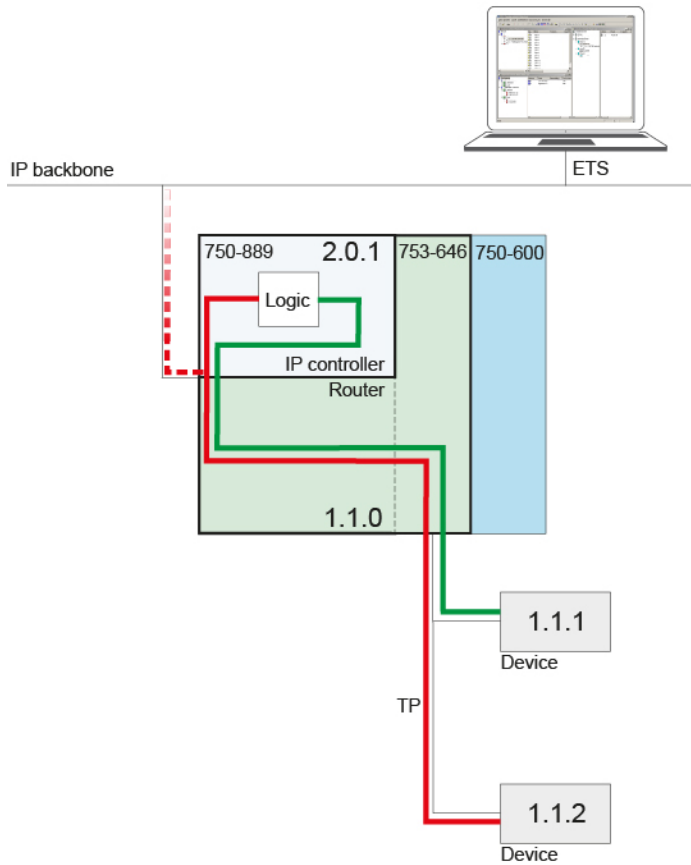 IP backbone
ETS
750-889
2.0.1
753-646
750-600
Logic
IP controller
Router
1.1.0
1.1.1
Device
TP
1.1.2
Device